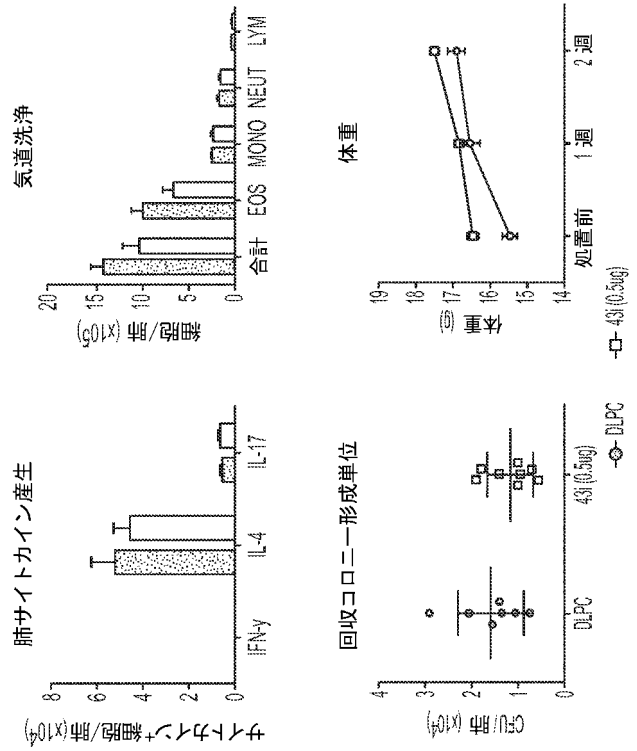 肺サイトカイン産生
サイトカイン⁺細胞/肺(x10⁴)
6
4
2
0
IFN-y
IL-4
IL-17
気道洗浄
細胞/肺 (x10⁵)
20
15
10
5
0
合計
EOS
MONO
NEUT
LYM
回収コロニー形成単位
CFU/肺 (x10⁴)
4
3
2
1
0
DLPC
43i (0.5ug)
体重
体重 (g)
19
18
17
16
15
14
処置前
1 週
2 週
DLPC
43i (0.5ug)